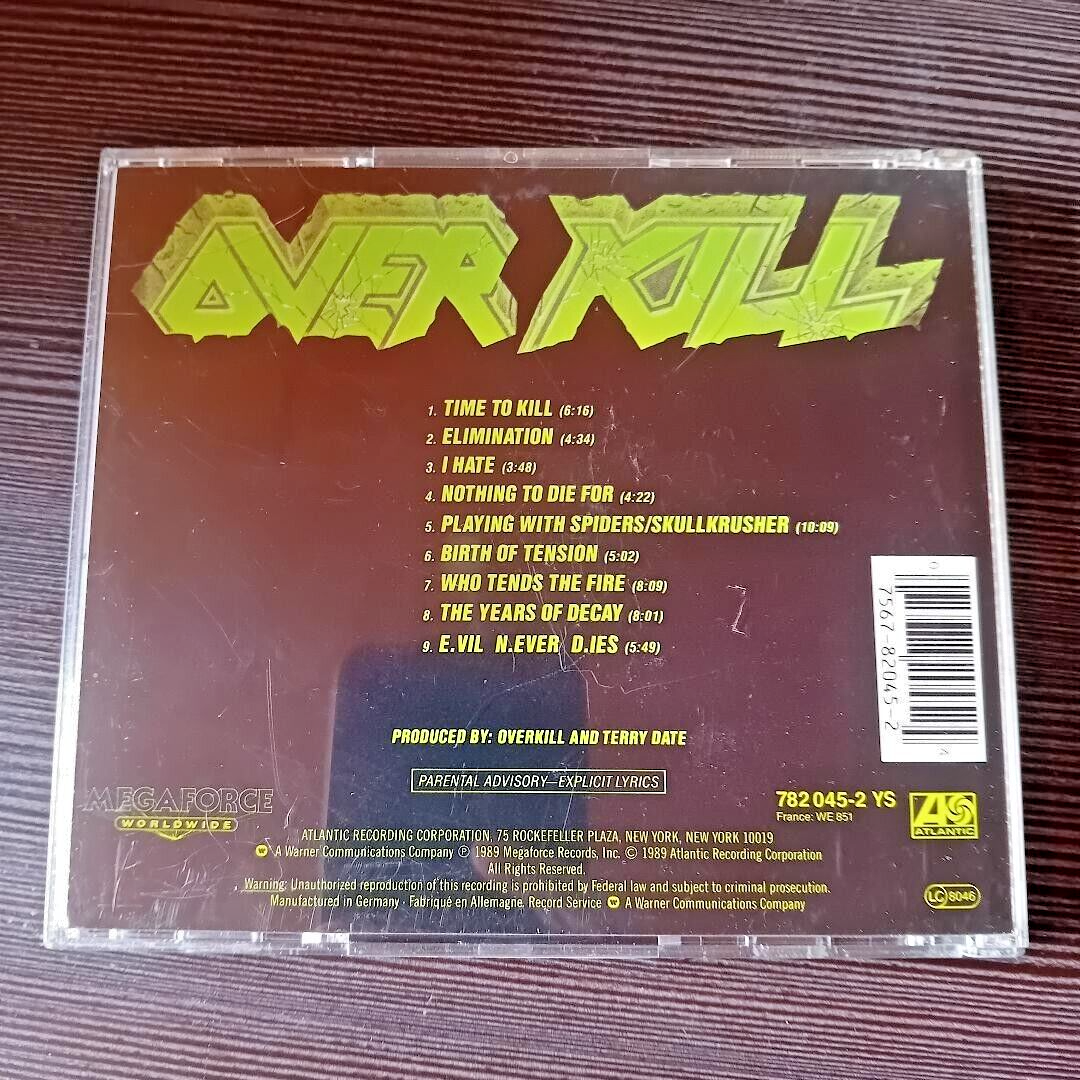 OVER KILL
1. TIME TO KILL (6:16)
2. ELIMINATION (4:34)
3. I HATE (3:48)
4. NOTHING TO DIE FOR (4:22)
5. PLAYING WITH SPIDERS/SKULLKRUSHER (10:09)
6. BIRTH OF TENSION (5:02)
7. WHO TENDS THE FIRE (8:09)
8. THE YEARS OF DECAY (8:01)
9. E.VIL N.EVER D.IES (5:49)
0
7567-82045-2
4
PRODUCED BY: OVERKILL AND TERRY DATE
PARENTAL ADVISORY—EXPLICIT LYRICS
MEGAFORCE
WORLDWIDE
782 045-2 YS
France: WE 851
ATLANTIC
ATLANTIC RECORDING CORPORATION, 75 ROCKEFELLER PLAZA, NEW YORK, NEW YORK 10019
A Warner Communications Company ℗ 1989 Megaforce Records, Inc. © 1989 Atlantic Recording Corporation
All Rights Reserved.
Warning: Unauthorized reproduction of this recording is prohibited by Federal law and subject to criminal prosecution.
Manufactured in Germany · Fabriqué en Allemagne. Record Service A Warner Communications Company
LC 8046